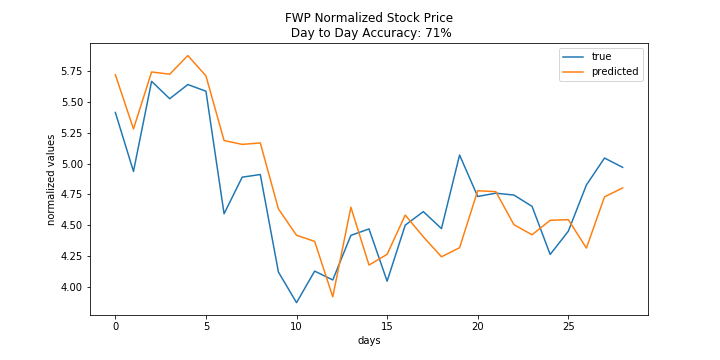 FWP Normalized Stock Price
Day to Day Accuracy: 71%
true
predicted
normalized values
5.75
5.50
5.25
5.00
4.75
4.50
4.25
4.00
0 5 10 15 20 25
days